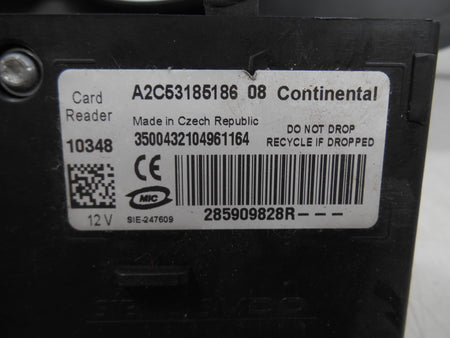 Card
Reader
10348
12 V
A2C53185186 08 Continental
Made in Czech Republic
3500432104961164
DO NOT DROP
RECYCLE IF DROPPED
CE
MIC
SIE-247609
285909828R- - -